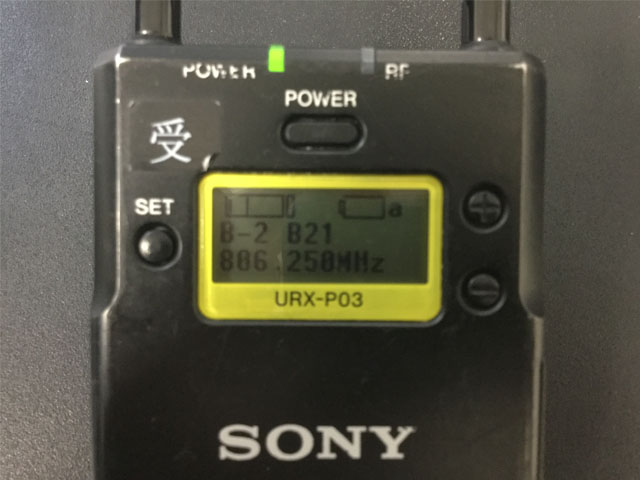 POWER RF
POWER
受
SET
a
B-2 B21
806.250MHz
URX-P03
SONY